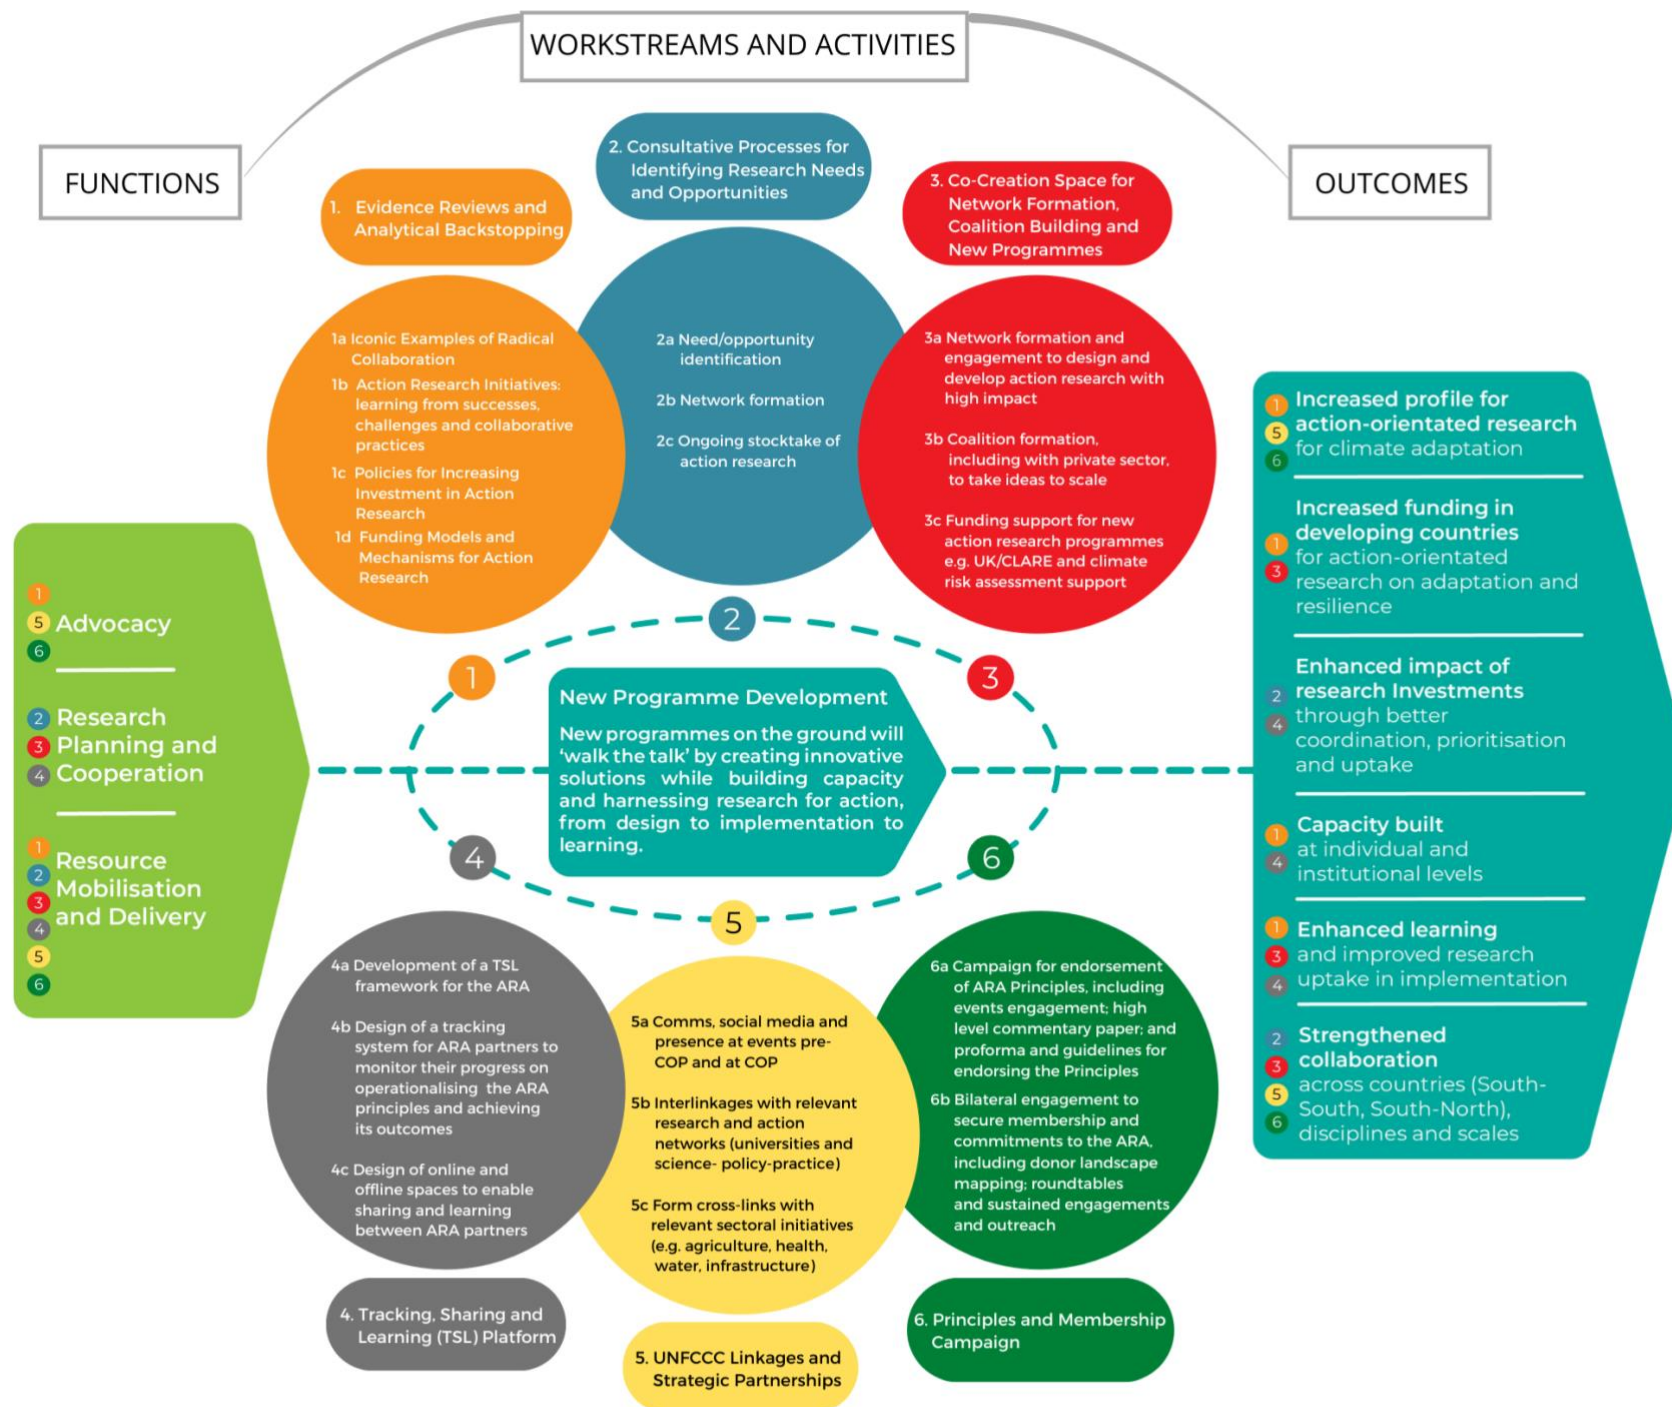 WORKSTREAMS AND ACTIVITIES
FUNCTIONS
OUTCOMES
1. Evidence Reviews and
Analytical Backstopping
2. Consultative Processes for
Identifying Research Needs
and Opportunities
3. Co-Creation Space for
Network Formation,
Coalition Building and
New Programmes
1a Iconic Examples of Radical
Collaboration
1b Action Research Initiatives:
learning from successes,
challenges and collaborative
practices
1c Policies for Increasing
Investment in Action
Research
1d Funding Models and
Mechanisms for Action
Research
2a Need/opportunity
identification
2b Network formation
2c Ongoing stocktake of
action research
3a Network formation and
engagement to design and
develop action research with
high impact
3b Coalition formation,
including with private sector,
to take ideas to scale
3c Funding support for new
action research programmes
e.g. UK/CLARE and climate
risk assessment support
1
5 Advocacy
6
2 Research
3 Planning and
4 Cooperation
1 Resource
2 Mobilisation
3 and Delivery
4
5
6
1
2
3
New Programme Development
New programmes on the ground will
‘walk the talk’ by creating innovative
solutions while building capacity
and harnessing research for action,
from design to implementation to
learning.
4
5
6
4a Development of a TSL
framework for the ARA
4b Design of a tracking
system for ARA partners to
monitor their progress on
operationalising the ARA
principles and achieving
its outcomes
4c Design of online and
offline spaces to enable
sharing and learning
between ARA partners
5a Comms, social media and
presence at events pre-
COP and at COP
5b Interlinkages with relevant
research and action
networks (universities and
science- policy-practice)
5c Form cross-links with
relevant sectoral initiatives
(e.g. agriculture, health,
water, infrastructure)
6a Campaign for endorsement
of ARA Principles, including
events engagement; high
level commentary paper; and
proforma and guidelines for
endorsing the Principles
6b Bilateral engagement to
secure membership and
commitments to the ARA,
including donor landscape
mapping; roundtables
and sustained engagements
and outreach
4. Tracking, Sharing and
Learning (TSL) Platform
5. UNFCCC Linkages and
Strategic Partnerships
6. Principles and Membership
Campaign
1 Increased profile for
5 action-orientated research
6 for climate adaptation
Increased funding in
developing countries
1 for action-orientated
3 research on adaptation and
resilience
Enhanced impact of
2 research Investments
4 through better
coordination, prioritisation
and uptake
1 Capacity built
4 at individual and
institutional levels
1 Enhanced learning
3 and improved research
4 uptake in implementation
2 Strengthened
3 collaboration
5 across countries (South-
6 South, South-North),
disciplines and scales